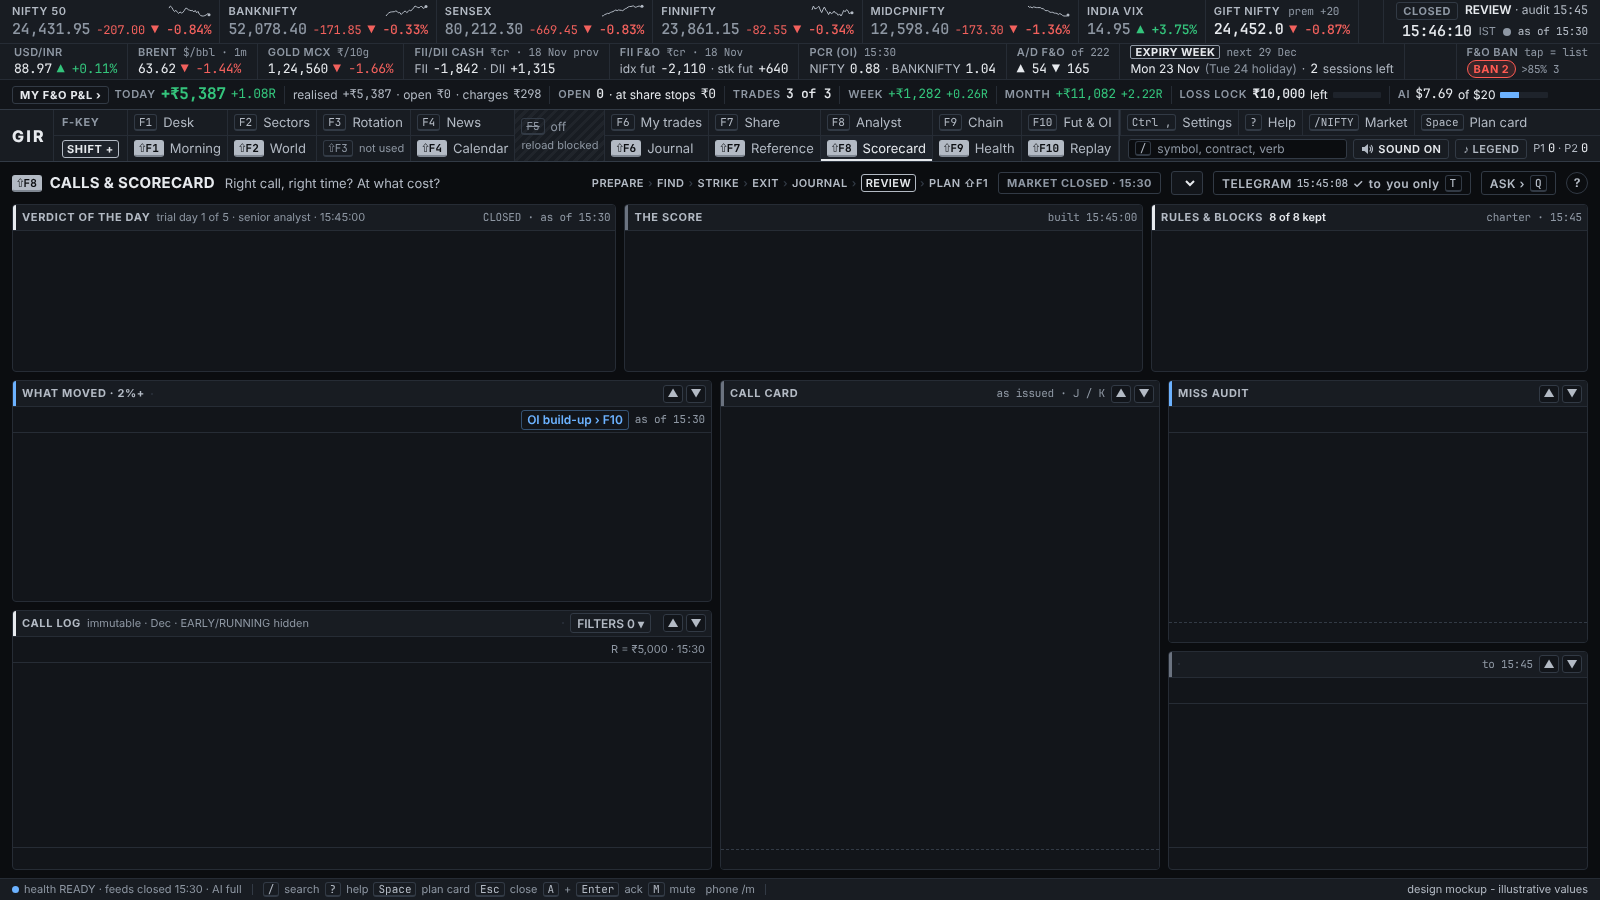 NIFTY 50
24,431.95 -207.00 ▼ -0.84%
BANKNIFTY
52,078.40 -171.85 ▼ -0.33%
SENSEX
80,212.30 -669.45 ▼ -0.83%
FINNIFTY
23,861.15 -82.55 ▼ -0.34%
MIDCPNIFTY
12,598.40 -173.30 ▼ -1.36%
INDIA VIX
14.95 ▲ +3.75%
GIFT NIFTY prem +20
24,452.0 ▼ -0.87%
CLOSED REVIEW · audit 15:45
15:46:10 IST ● as of 15:30
USD/INR
88.97 ▲ +0.11%
BRENT $/bbl · 1m
63.62 ▼ -1.44%
GOLD MCX ₹/10g
1,24,560 ▼ -1.66%
FII/DII CASH ₹cr · 18 Nov prov
FII -1,842 · DII +1,315
FII F&O ₹cr · 18 Nov
idx fut -2,110 · stk fut +640
PCR (OI) 15:30
NIFTY 0.88 · BANKNIFTY 1.04
A/D F&O of 222
▲ 54 ▼ 165
EXPIRY WEEK next 29 Dec
Mon 23 Nov (Tue 24 holiday) · 2 sessions left
F&O BAN tap = list
BAN 2 >85% 3
MY F&O P&L › TODAY +₹5,387 +1.08R realised +₹5,387 · open ₹0 · charges ₹298 OPEN 0 · at share stops ₹0 TRADES 3 of 3 WEEK +₹1,282 +0.26R MONTH +₹11,082 +2.22R LOSS LOCK ₹10,000 left AI $7.69 of $20
GIR
F-KEY F1 Desk F2 Sectors F3 Rotation F4 News F5 off F6 My trades F7 Share F8 Analyst F9 Chain F10 Fut & OI Ctrl , Settings ? Help /NIFTY Market Space Plan card
reload blocked
SHIFT + ⇧F1 Morning ⇧F2 World ⇧F3 not used ⇧F4 Calendar ⇧F6 Journal ⇧F7 Reference ⇧F8 Scorecard ⇧F9 Health ⇧F10 Replay / symbol, contract, verb SOUND ON ♪ LEGEND P1 0 · P2 0
⇧F8 CALLS & SCORECARD Right call, right time? At what cost? PREPARE › FIND › STRIKE › EXIT › JOURNAL › REVIEW › PLAN ⇧F1 MARKET CLOSED · 15:30 TELEGRAM 15:45:08 ✓ to you only T ASK › Q ?
VERDICT OF THE DAY trial day 1 of 5 · senior analyst · 15:45:00 CLOSED · as of 15:30
THE SCORE built 15:45:00
RULES & BLOCKS 8 of 8 kept charter · 15:45
WHAT MOVED · 2%+ ▲ ▼
OI build-up › F10 as of 15:30
CALL CARD as issued · J / K ▲ ▼
MISS AUDIT ▲ ▼
CALL LOG immutable · Dec · EARLY/RUNNING hidden FILTERS 0 ▾ ▲ ▼
R = ₹5,000 · 15:30
to 15:45 ▲ ▼
● health READY · feeds closed 15:30 · AI full / search ? help Space plan card Esc close A + Enter ack M mute phone /m
design mockup - illustrative values